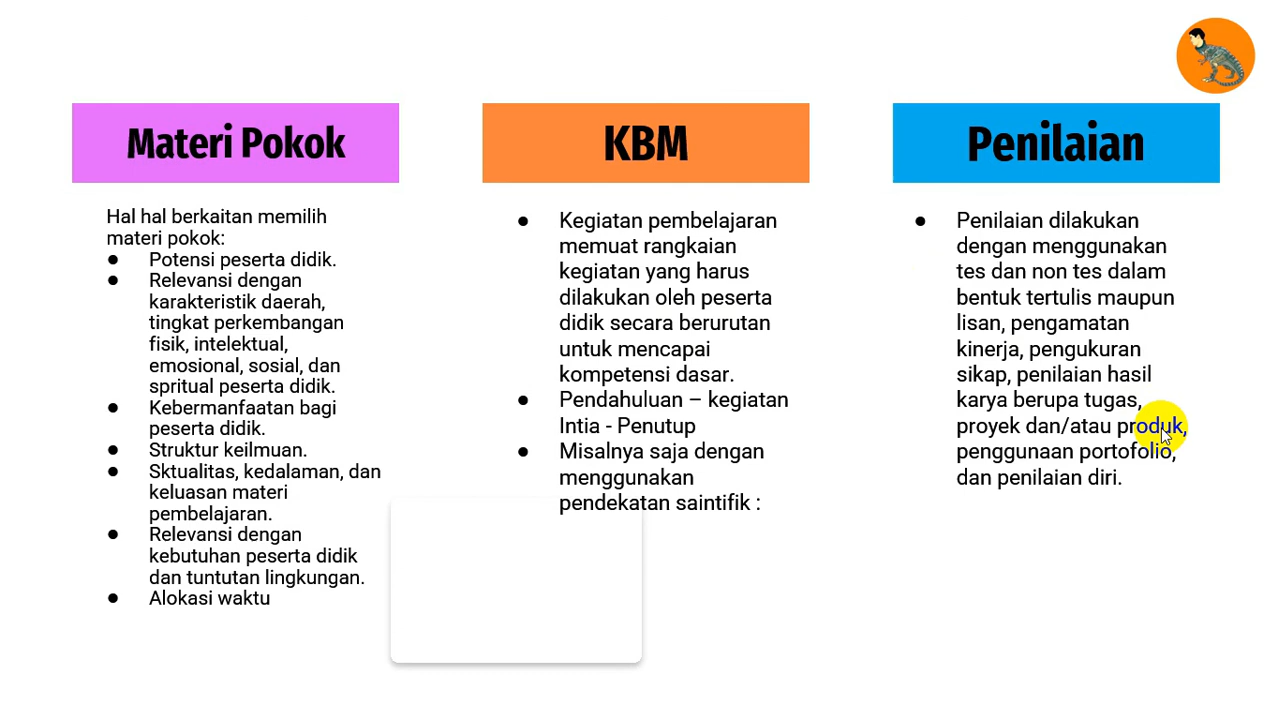 Materi Pokok
Hal hal berkaitan memilih
materi pokok:
● Potensi peserta didik.
● Relevansi dengan
karakteristik daerah,
tingkat perkembangan
fisik, intelektual,
emosional, sosial, dan
spritual peserta didik.
● Kebermanfaatan bagi
peserta didik.
● Struktur keilmuan.
● Sktualitas, kedalaman, dan
keluasan materi
pembelajaran.
● Relevansi dengan
kebutuhan peserta didik
dan tuntutan lingkungan.
● Alokasi waktu
KBM
● Kegiatan pembelajaran
memuat rangkaian
kegiatan yang harus
dilakukan oleh peserta
didik secara berurutan
untuk mencapai
kompetensi dasar.
● Pendahuluan – kegiatan
Intia - Penutup
● Misalnya saja dengan
menggunakan
pendekatan saintifik :
Penilaian
● Penilaian dilakukan
dengan menggunakan
tes dan non tes dalam
bentuk tertulis maupun
lisan, pengamatan
kinerja, pengukuran
sikap, penilaian hasil
karya berupa tugas,
proyek dan/atau produk,
penggunaan portofolio,
dan penilaian diri.